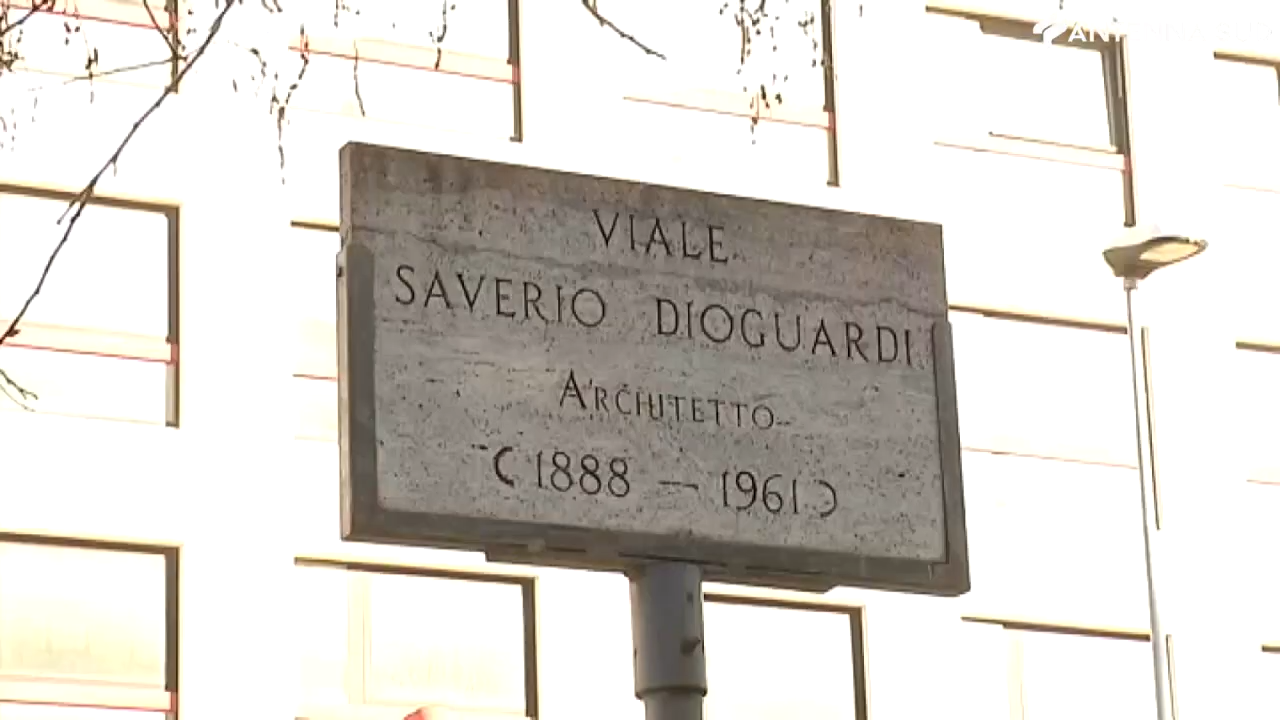 VIALE
SAVERIO DIOGUARDI
ARCHITETTO
(1888 — 1961)